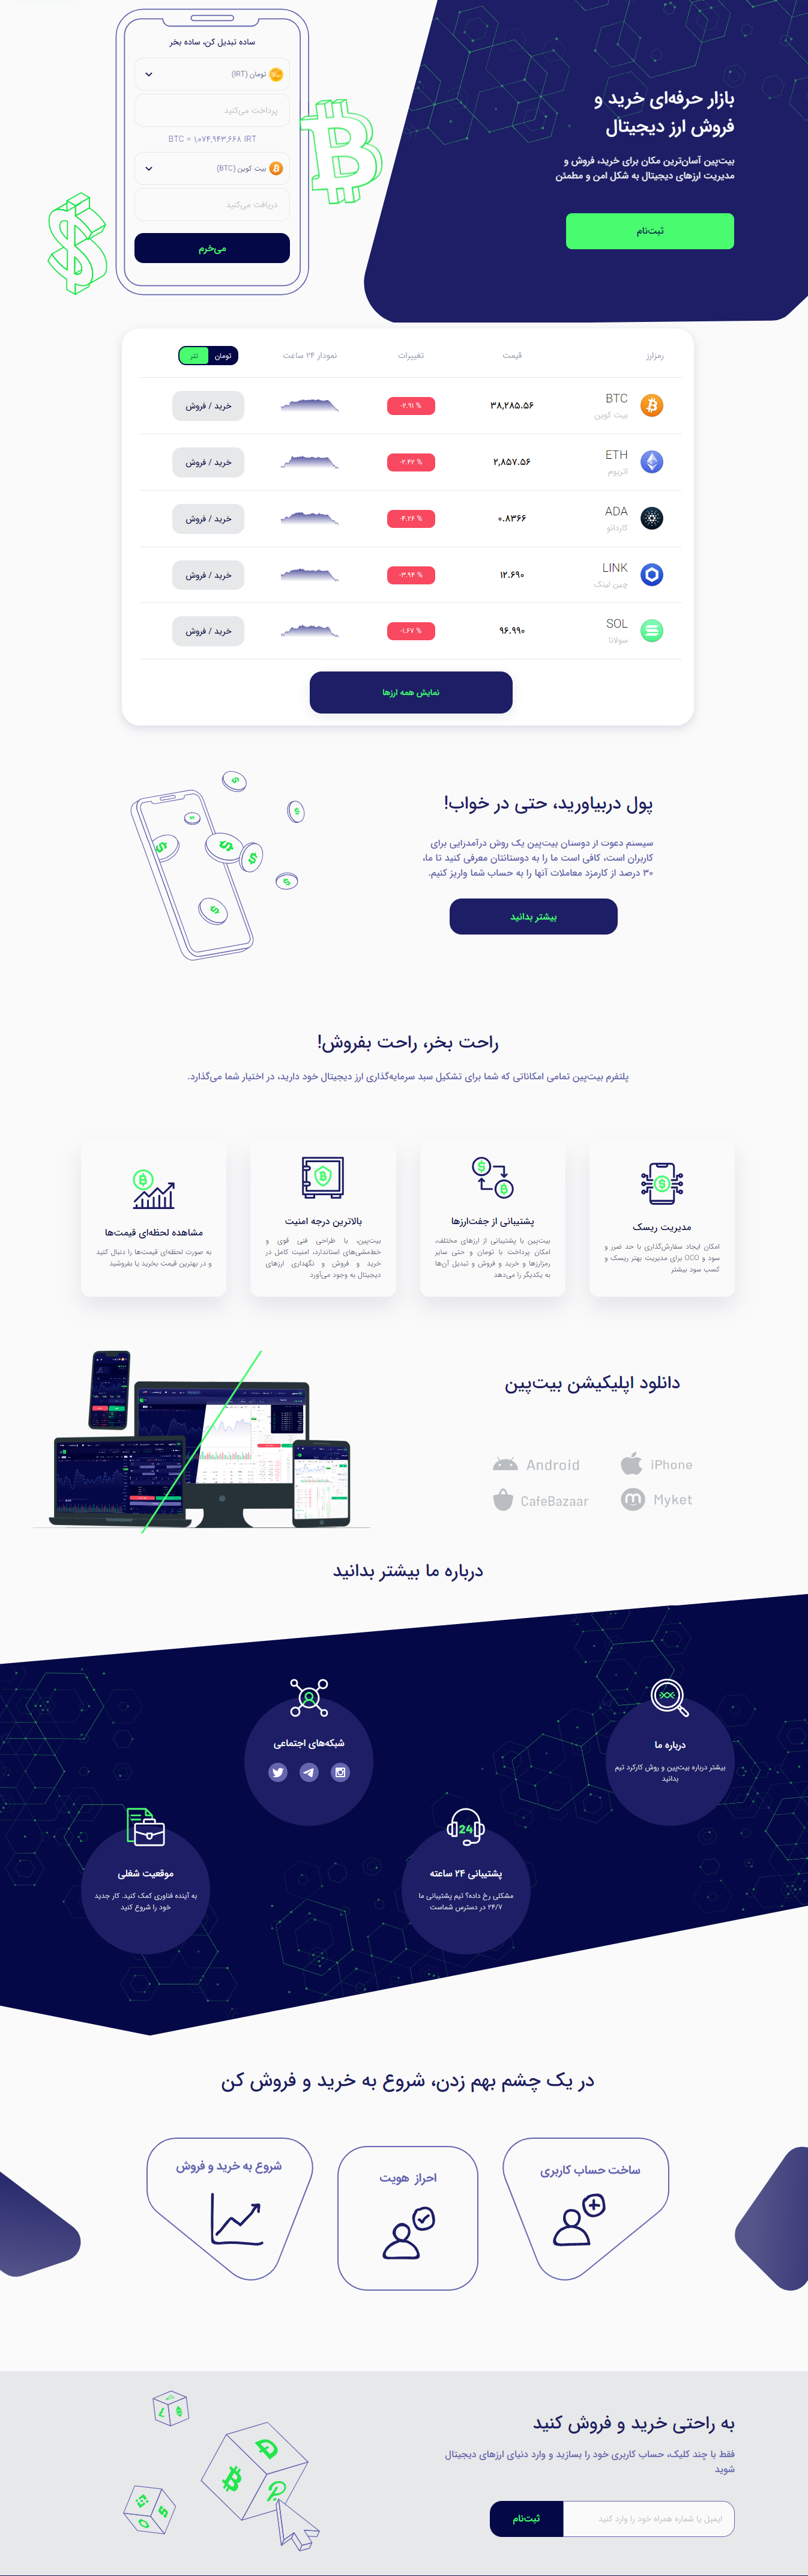 بازار حرفه‌ای خرید و
فروش ارز دیجیتال
بیت‌پین آسان‌ترین مکان برای خرید، فروش و
مدیریت ارزهای دیجیتال به شکل امن و مطمئن
ثبت‌نام
ساده تبدیل کن، ساده بخر
تومان (IRT)
پرداخت می‌کنید
BTC = ۱,۰۷۴,۹۴۳,۶۶۸ IRT
بیت کوین (BTC)
دریافت می‌کنید
می‌خرم
رمزارز قیمت تغییرات نمودار ۲۴ ساعت تومان تتر
BTC
بیت کوین
۳۸,۲۸۵.۵۶ -۲.۹۱ % خرید / فروش
ETH
اتریوم
۲,۸۵۷.۵۶ -۲.۴۲ % خرید / فروش
ADA
کاردانو
۰.۸۳۶۶ -۴.۲۶ % خرید / فروش
LINK
چین لینک
۱۲.۶۹۰ -۳.۹۴ % خرید / فروش
SOL
سولانا
۹۶.۹۹۰ -۱.۶۷ % خرید / فروش
نمایش همه ارزها
پول دربیاورید، حتی در خواب!
سیستم دعوت از دوستان بیت‌پین یک روش درآمدزایی برای
کاربران است، کافی است ما را به دوستانتان معرفی کنید تا ما،
۳۰ درصد از کارمزد معاملات آنها را به حساب شما واریز کنیم.
بیشتر بدانید
راحت بخر، راحت بفروش!
پلتفرم بیت‌پین تمامی امکاناتی که شما برای تشکیل سبد سرمایه‌گذاری ارز دیجیتال خود دارید، در اختیار شما می‌گذارد.
مدیریت ریسک
امکان ایجاد سفارش‌گذاری با حد ضرر و
سود و OCO برای مدیریت بهتر ریسک و
کسب سود بیشتر
پشتیبانی از جفت‌ارزها
بیت‌پین با پشتیبانی از ارزهای مختلف،
امکان پرداخت با تومان و حتی سایر
رمزارزها و خرید و فروش و تبدیل آن‌ها
به یکدیگر را می‌دهد
بالاترین درجه امنیت
بیت‌پین، با طراحی فنی قوی و
خط‌مشی‌های استاندارد، امنیت کامل در
خرید و فروش و نگهداری ارزهای
دیجیتال به وجود می‌آورد
مشاهده لحظه‌ای قیمت‌ها
به صورت لحظه‌ای قیمت‌ها را دنبال کنید
و در بهترین قیمت بخرید یا بفروشید
دانلود اپلیکیشن بیت‌پین
iPhone
Android
Myket
CafeBazaar
درباره ما بیشتر بدانید
درباره ما
بیشتر درباره بیت‌پین و روش کارکرد تیم
بدانید
شبکه‌های اجتماعی
24
پشتیبانی ۲۴ ساعته
مشکلی رخ داده؟ تیم پشتیبانی ما
۲۴/۷ در دسترس شماست
موقعیت شغلی
به آینده فناوری کمک کنید. کار جدید
خود را شروع کنید
در یک چشم بهم زدن، شروع به خرید و فروش کن
ساخت حساب کاربری
احراز هویت
شروع به خرید و فروش
به راحتی خرید و فروش کنید
فقط با چند کلیک، حساب کاربری خود را بسازید و وارد دنیای ارزهای دیجیتال
شوید
ایمیل یا شماره همراه خود را وارد کنید
ثبت‌نام